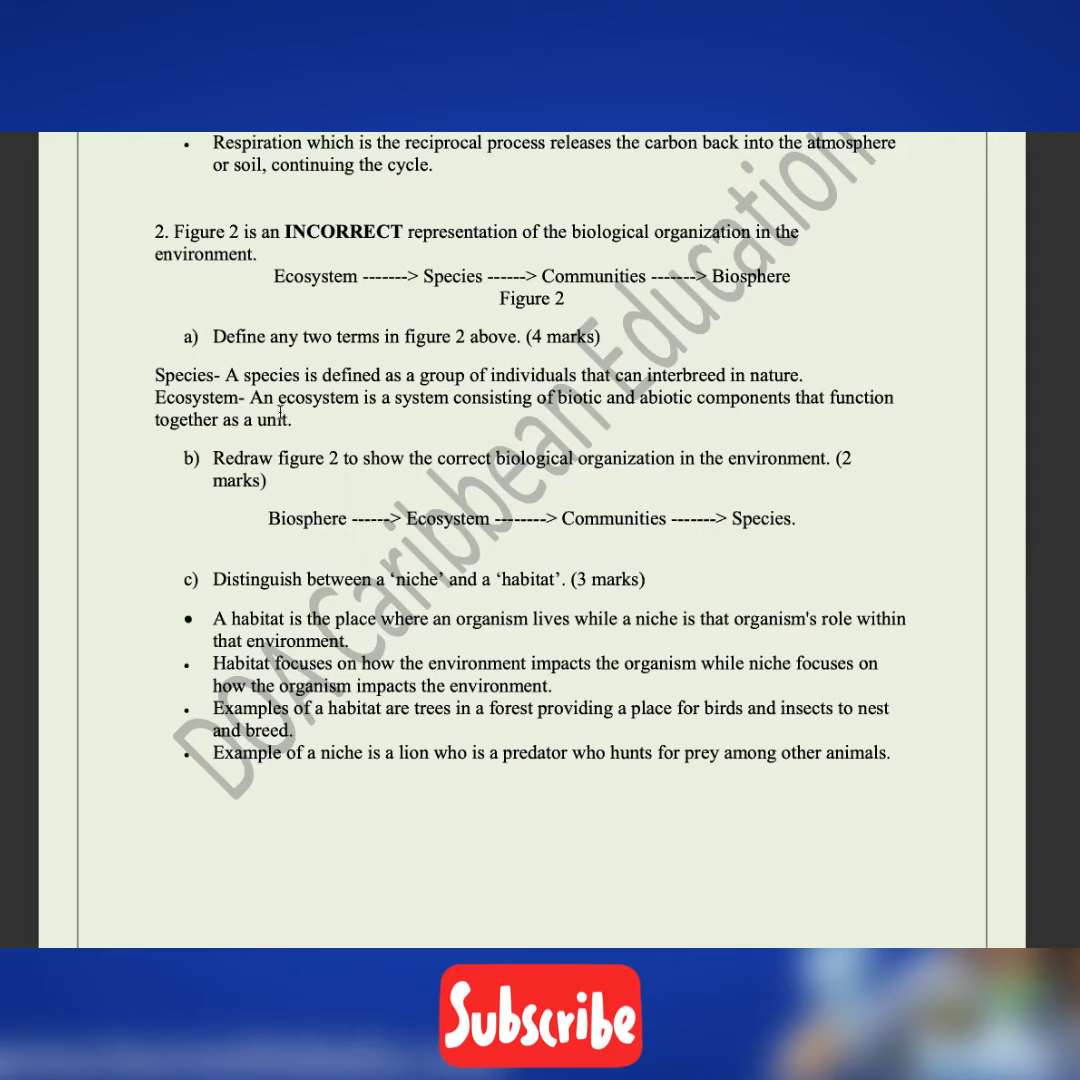 • Respiration which is the reciprocal process releases the carbon back into the atmosphere
or soil, continuing the cycle.
2. Figure 2 is an INCORRECT representation of the biological organization in the
environment.
Ecosystem -------> Species ------> Communities -------> Biosphere
Figure 2
a) Define any two terms in figure 2 above. (4 marks)
Species- A species is defined as a group of individuals that can interbreed in nature.
Ecosystem- An ecosystem is a system consisting of biotic and abiotic components that function
together as a unit.
b) Redraw figure 2 to show the correct biological organization in the environment. (2
marks)
Biosphere ------> Ecosystem --------> Communities -------> Species.
c) Distinguish between a ‘niche’ and a ‘habitat’. (3 marks)
• A habitat is the place where an organism lives while a niche is that organism's role within
that environment.
• Habitat focuses on how the environment impacts the organism while niche focuses on
how the organism impacts the environment.
• Examples of a habitat are trees in a forest providing a place for birds and insects to nest
and breed.
• Example of a niche is a lion who is a predator who hunts for prey among other animals.
DOA Caribbean Education
Subscribe